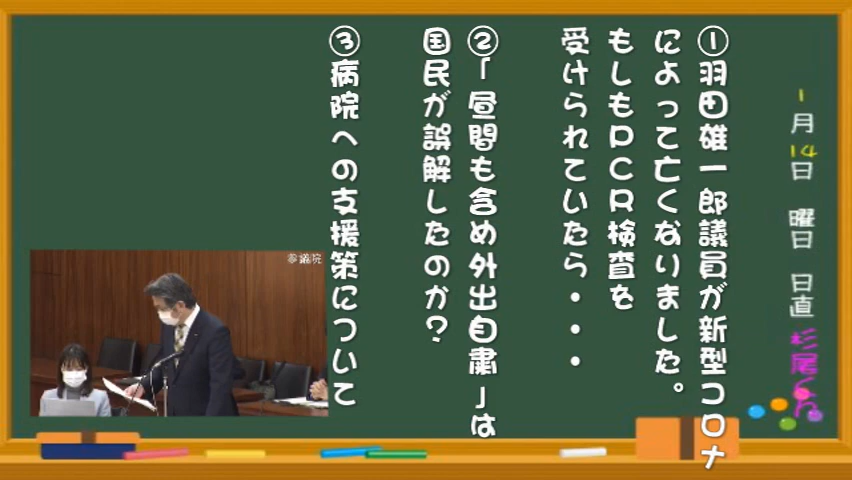 1月14日 曜日 日直 杉尾くん
①羽田雄一郎議員が新型コロナ
によって亡くなりました。
もしもPCR検査を
受けられていたら・・・
②「昼間も含め外出自粛」は
国民が誤解したのか?
③病院への支援策について
参議院